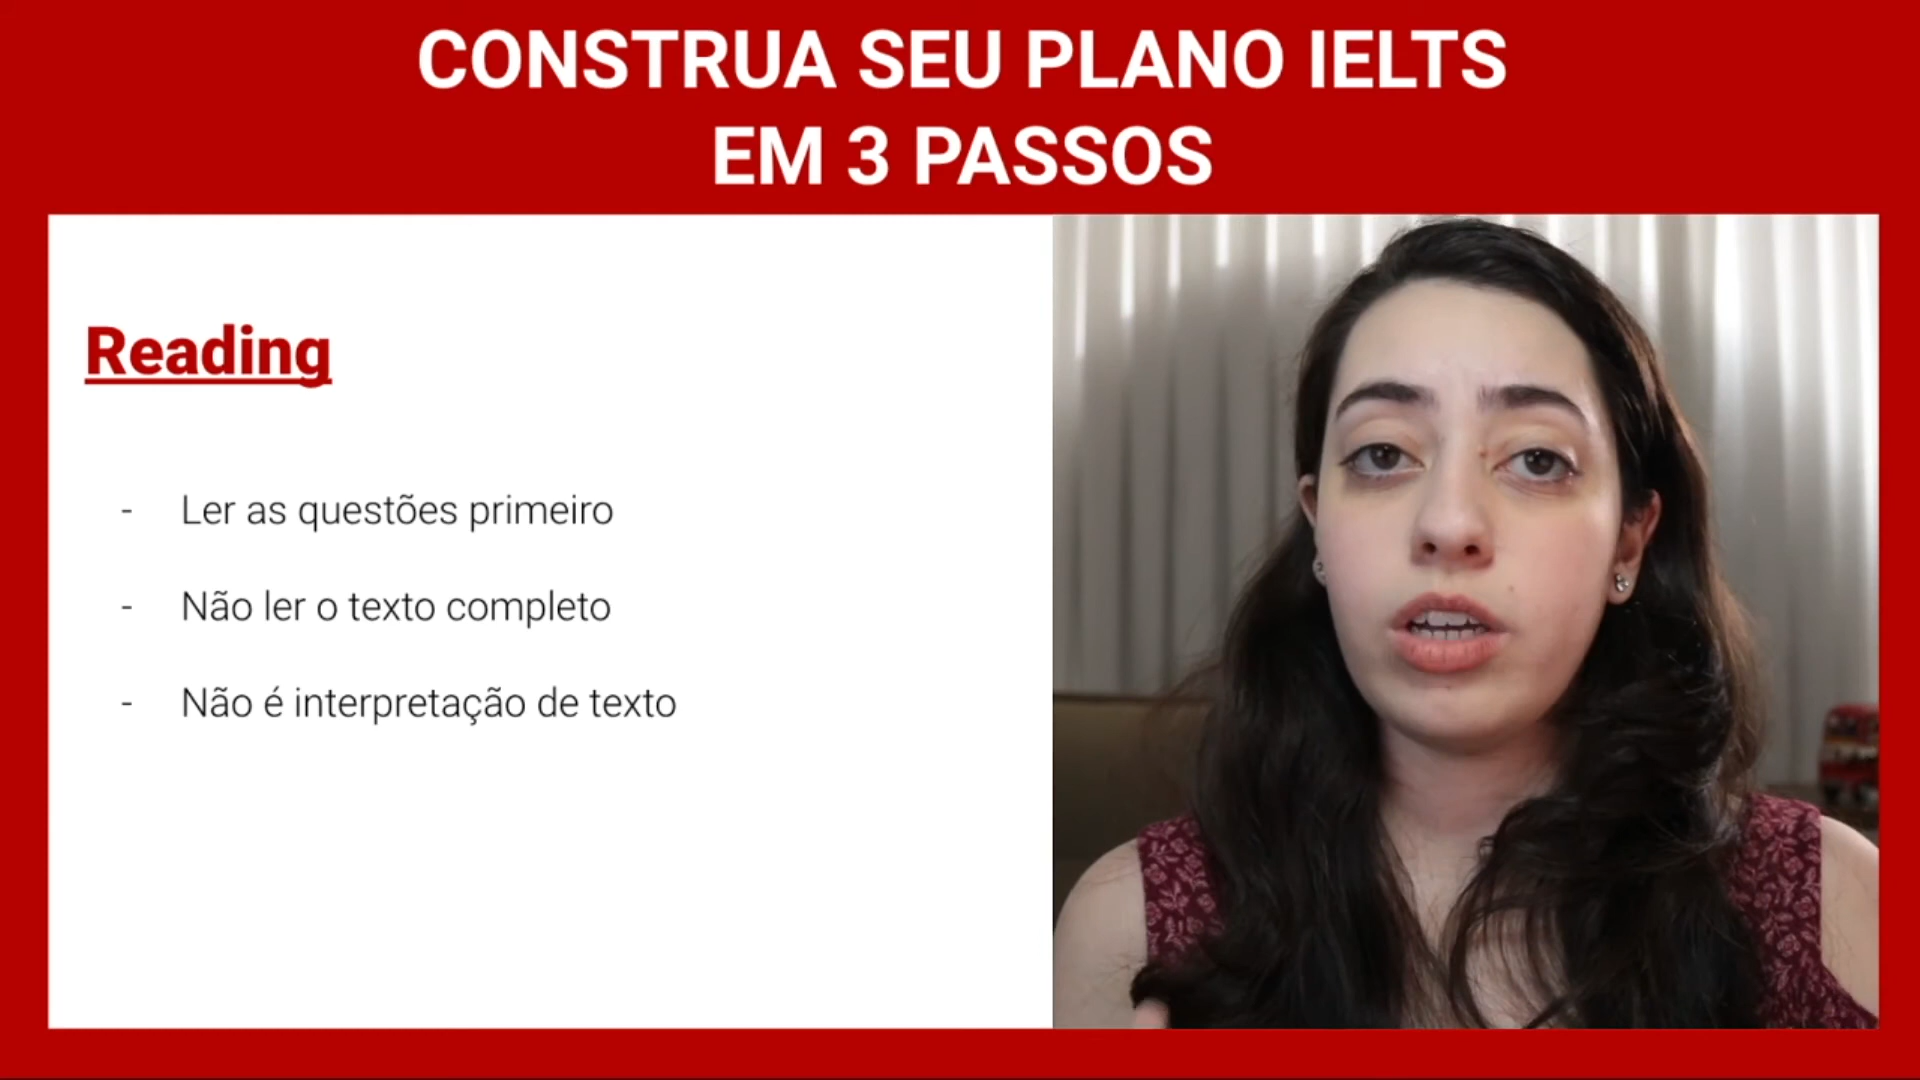 CONSTRUA SEU PLANO IELTS
EM 3 PASSOS
Reading
- Ler as questões primeiro
- Não ler o texto completo
- Não é interpretação de texto